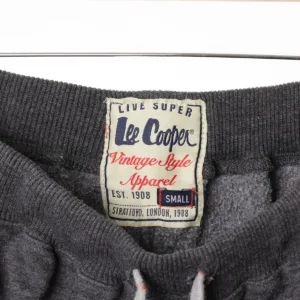 LIVE SUPER
Lee Cooper
Vintage Style
Apparel
EST. 1908
SMALL
STRATFORD, LONDON, 1908